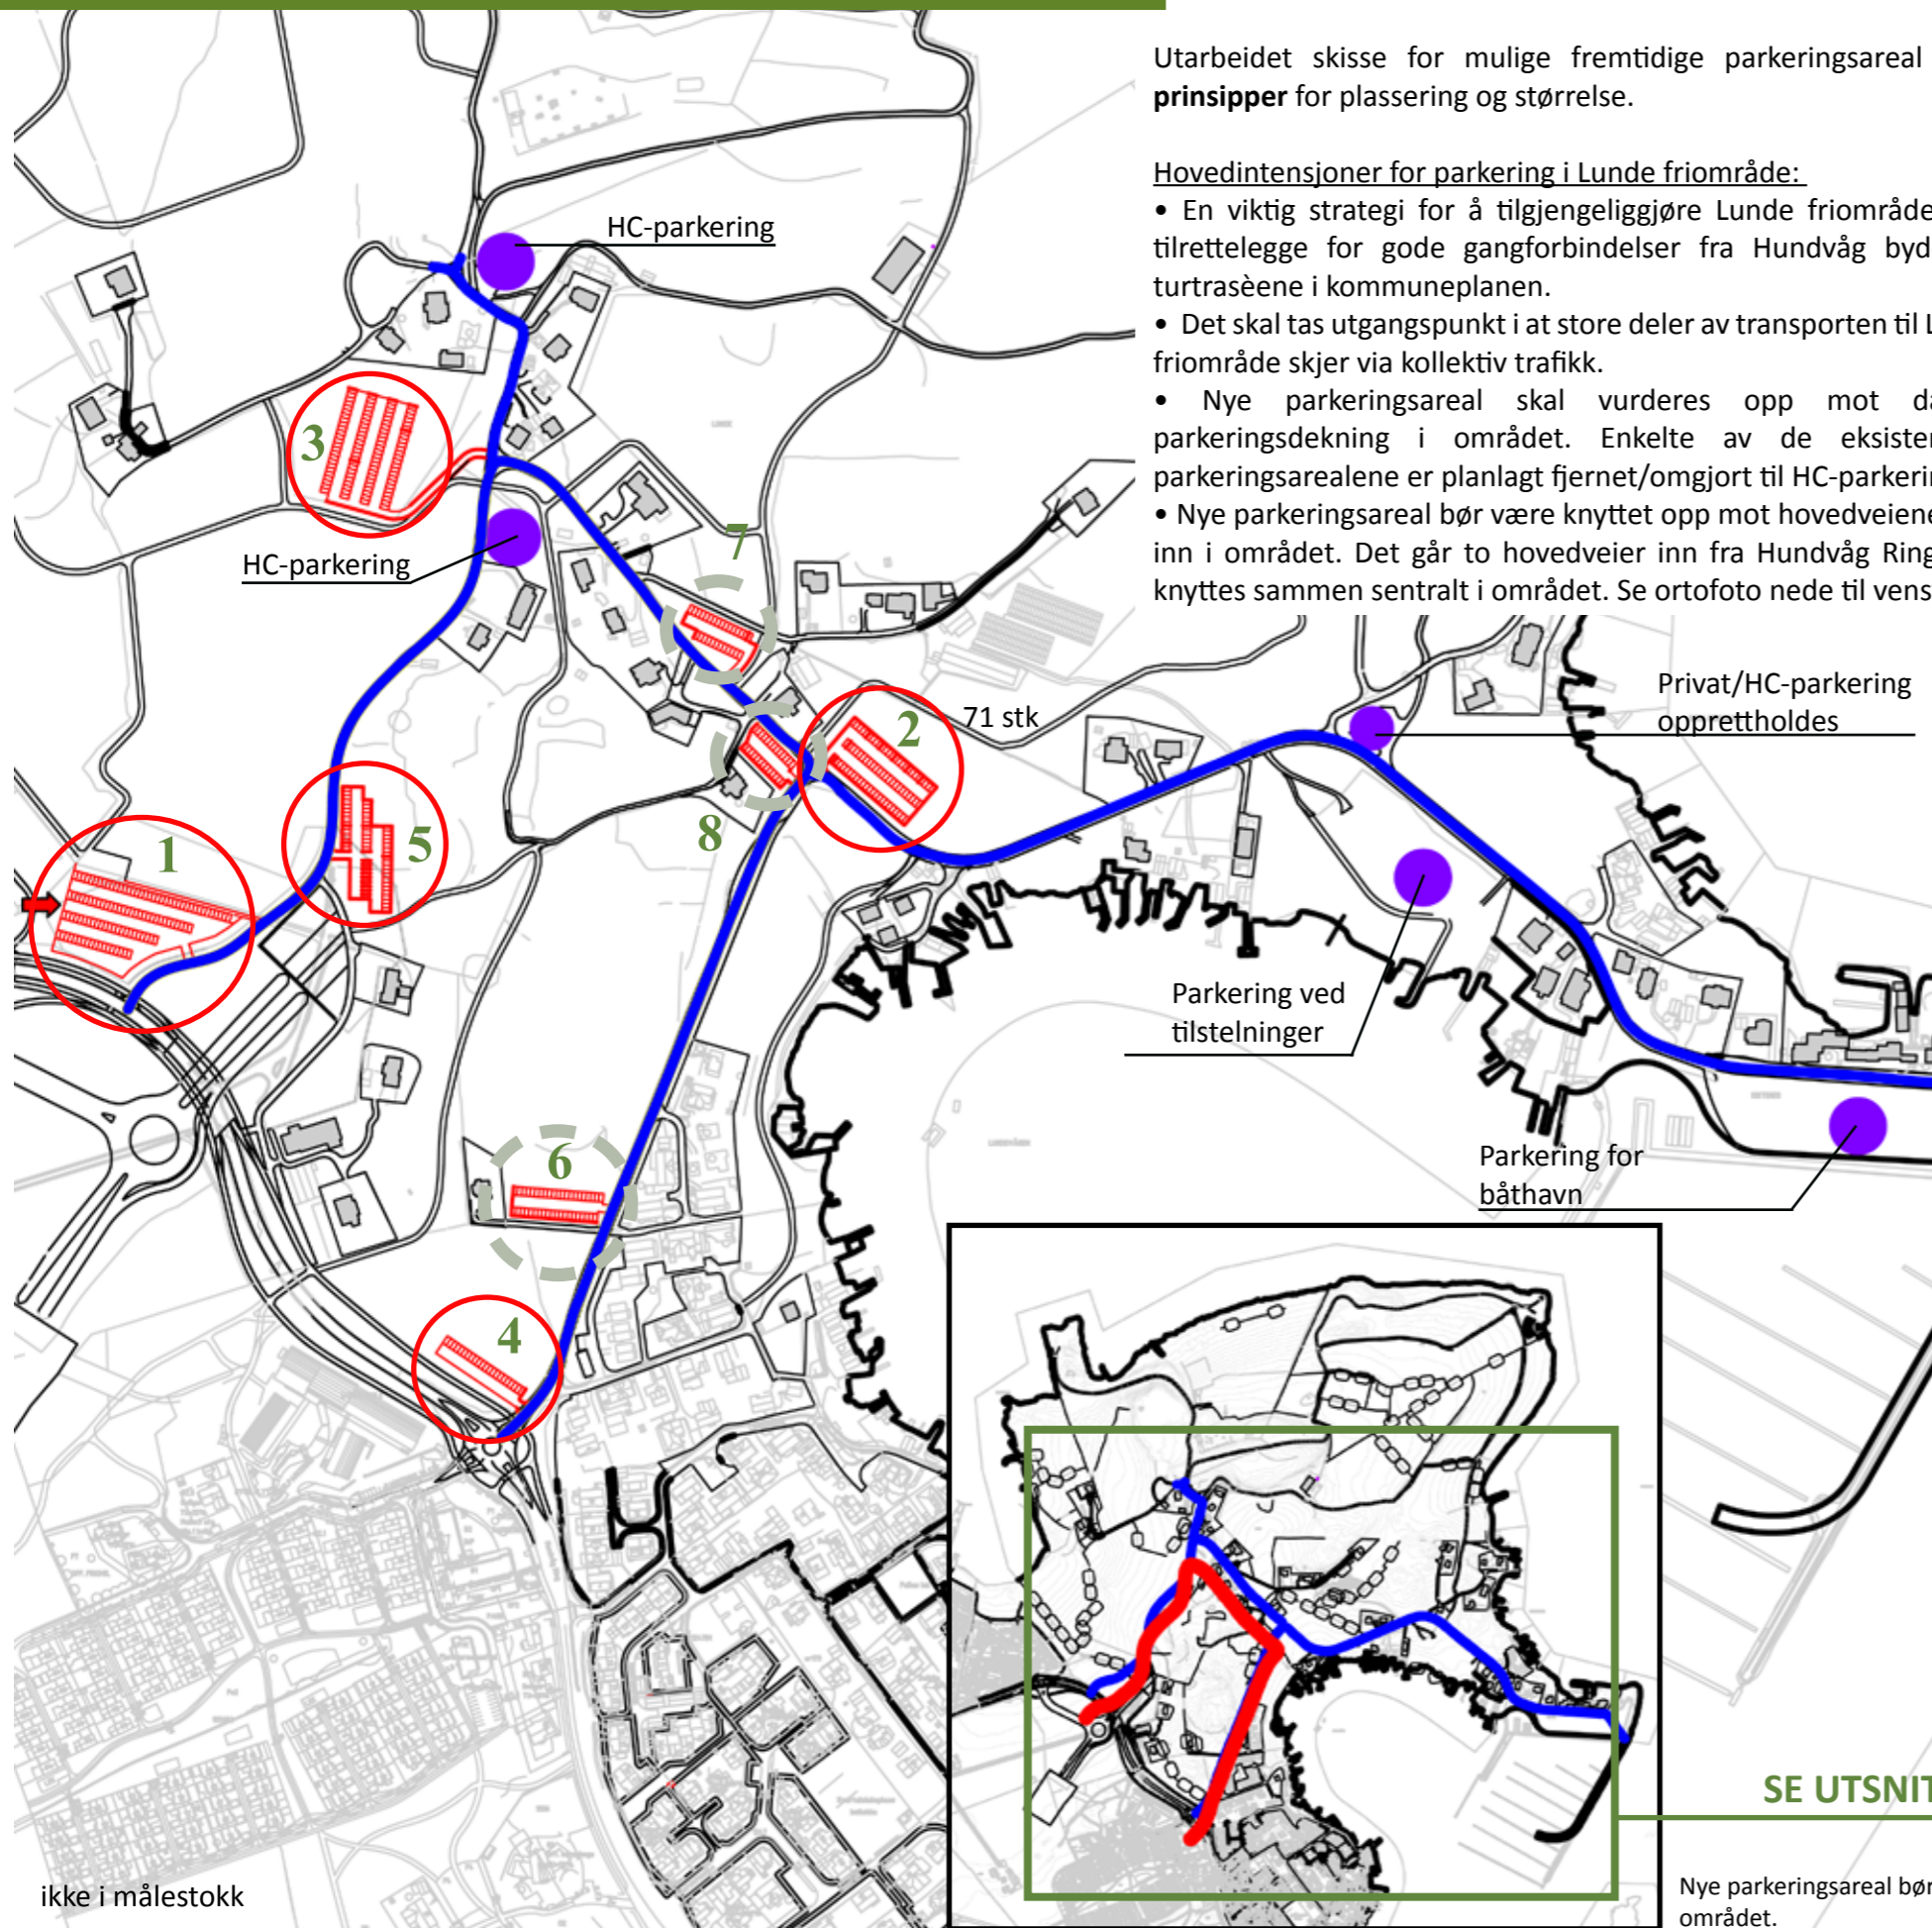 Utarbeidet skisse for mulige fremtidige parkeringsareal
prinsipper for plassering og størrelse.
Hovedintensjoner for parkering i Lunde friområde:
• En viktig strategi for å tilgjengeliggjøre Lunde friområde
tilrettelegge for gode gangforbindelser fra Hundvåg byd
turtrasèene i kommuneplanen.
• Det skal tas utgangspunkt i at store deler av transporten til L
friområde skjer via kollektiv trafikk.
• Nye parkeringsareal skal vurderes opp mot da
parkeringsdekning i området. Enkelte av de eksister
parkeringsarealene er planlagt fjernet/omgjort til HC-parkerin
• Nye parkeringsareal bør være knyttet opp mot hovedveiene
inn i området. Det går to hovedveier inn fra Hundvåg Ring
knyttes sammen sentralt i området. Se ortofoto nede til vens
HC-parkering
3
HC-parkering
7
71 stk
2
Privat/HC-parkering
opprettholdes
8
5
1
Parkering ved
tilstelninger
6
Parkering for
båthavn
4
SE UTSNIT
ikke i målestokk
Nye parkeringsareal bør
området.